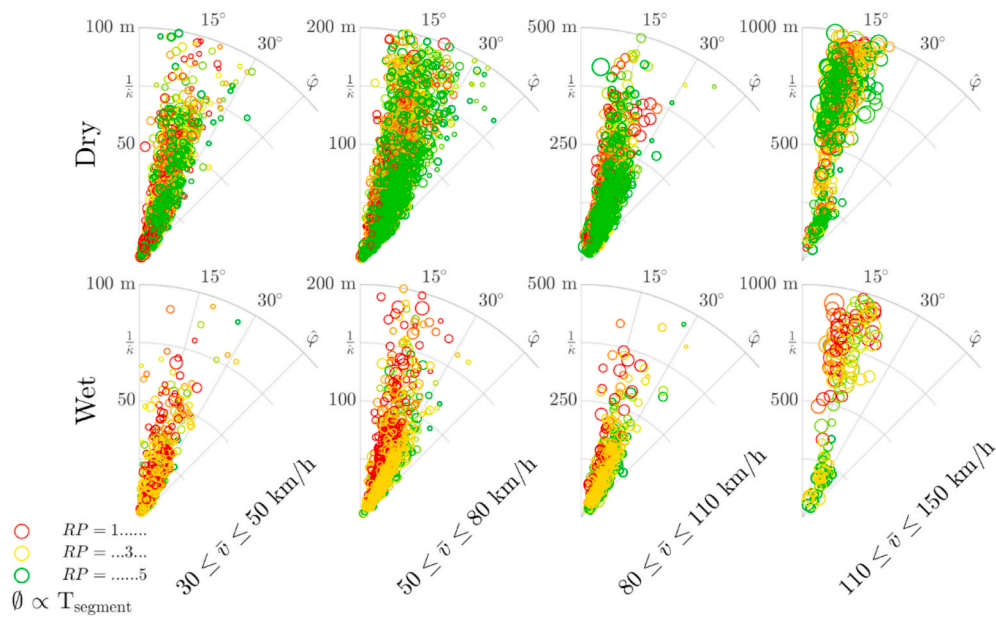 100 m 15° 30° φ̂ 1/κ̂ 50
200 m 15° 30° φ̂ 1/κ̂ 100
500 m 15° 30° φ̂ 1/κ̂ 250
1000 m 15° 30° φ̂ 1/κ̂ 500
Dry
100 m 15° 30° φ̂ 1/κ̂ 50
200 m 15° 30° φ̂ 1/κ̂ 100
500 m 15° 30° φ̂ 1/κ̂ 250
1000 m 15° 30° φ̂ 1/κ̂ 500
Wet
30 ≤ v̄ ≤ 50 km/h
50 ≤ v̄ ≤ 80 km/h
80 ≤ v̄ ≤ 110 km/h
110 ≤ v̄ ≤ 150 km/h
RP = 1......
RP = ...3...
RP = ......5
∅ ∝ T_segment